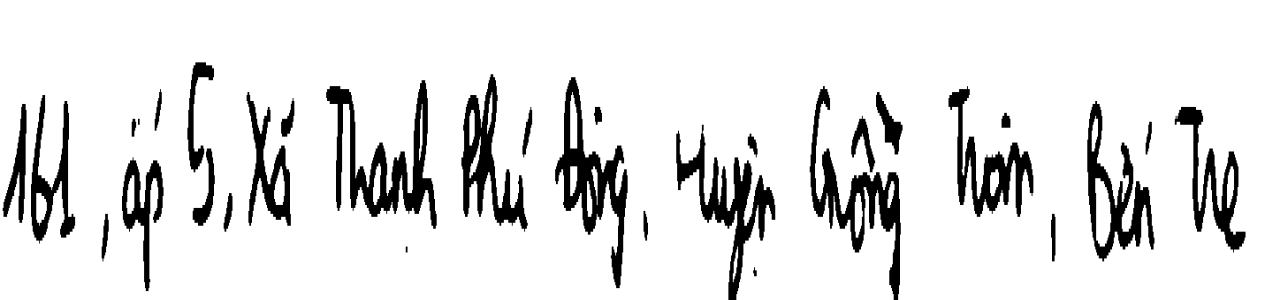 161, ấp 5, Xã Thạnh Phú Đông, Huyện Giồng Trôm, Bến Tre